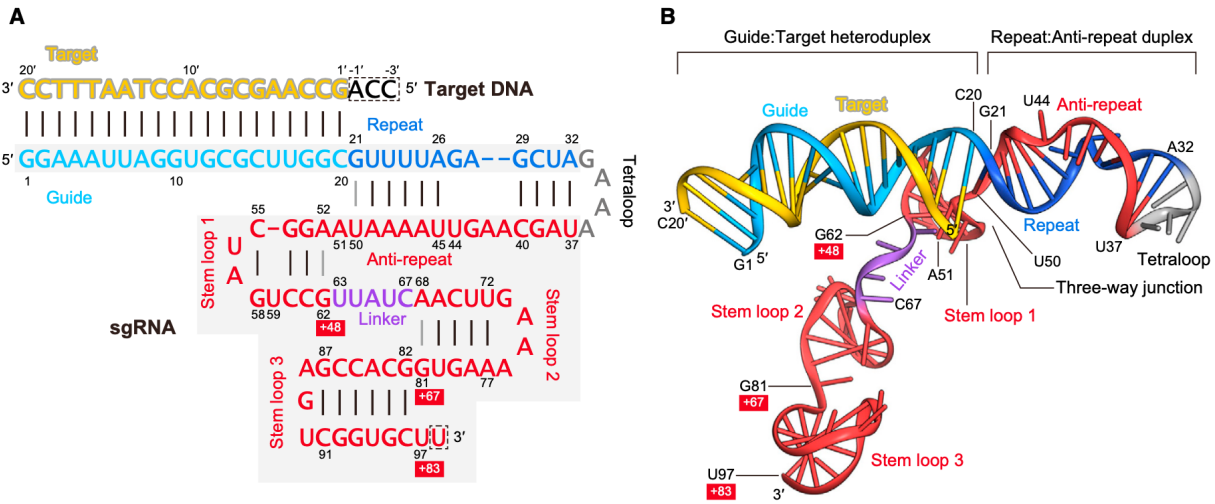 A
Target
20′ 10′ 1′ -1′ -3′
3′ CCTTTAATCCACGCGAACCGACC 5′ Target DNA
Repeat
21 26 29 32
5′ GGAAAUUAGGUGCGCUUGGCGUUUUAGA--GCUAG
1 10 20
Guide
A
A
Tetraloop
55 52
C-GGAAUAAAAUUGAACGAUA
51 50 45 44 40 37
Stem loop 1
U
A
Anti-repeat
63 67 68 72
GUCCGUUAUCAACUUG
58 59 62
Linker
+48
sgRNA
A
A
Stem loop 2
87 82
AGCCACGGUGAAA
81 77
+67
Stem loop 3
G
UCGGUGCUU 3′
91 97
+83
B
Guide:Target heteroduplex
Repeat:Anti-repeat duplex
Guide
Target
C20
G21
U44
Anti-repeat
A32
3′
C20′
G1
5′
G62
+48
5′
A51
Repeat
U37
U50
Tetraloop
Linker
Three-way junction
C67
Stem loop 2
Stem loop 1
G81
+67
Stem loop 3
U97
+83
3′